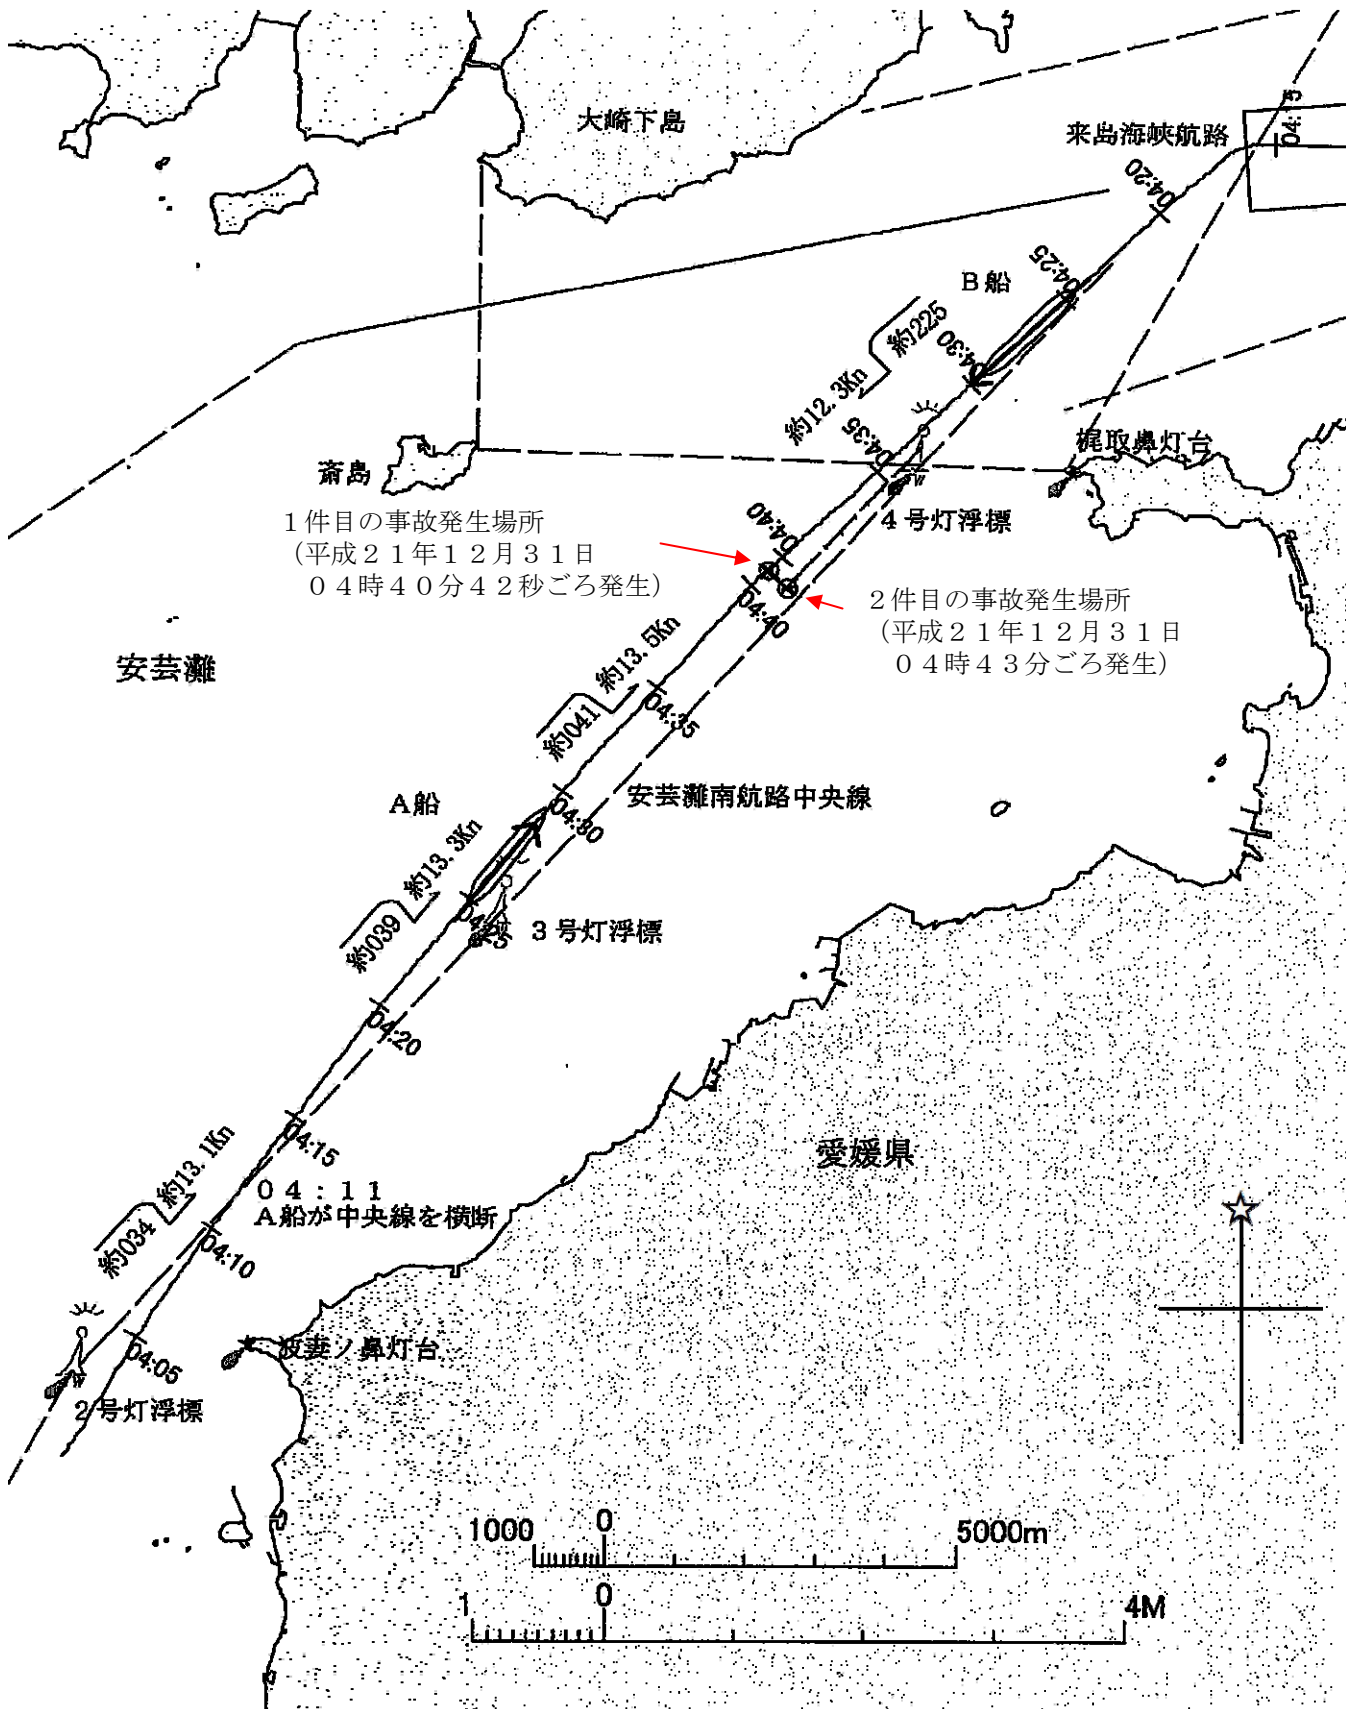 大崎下島
来島海峡航路
04:15
04:20
04:25
B船
約225
04:30
約12.3Kn
04:35
斎島
梶取鼻灯台
4号灯浮標
1件目の事故発生場所
(平成21年12月31日
04時40分42秒ごろ発生)
04:40
04:40
2件目の事故発生場所
(平成21年12月31日
04時43分ごろ発生)
安芸灘
約13.5Kn
約041
04:35
安芸灘南航路中央線
A船
04:30
約13.3Kn
約039
3号灯浮標
04:20
04:15
愛媛県
約13.1Kn
約034
04:11
A船が中央線を横断
04:10
波妻ノ鼻灯台
04:05
2号灯浮標
1000 0 5000m
1 0 4M